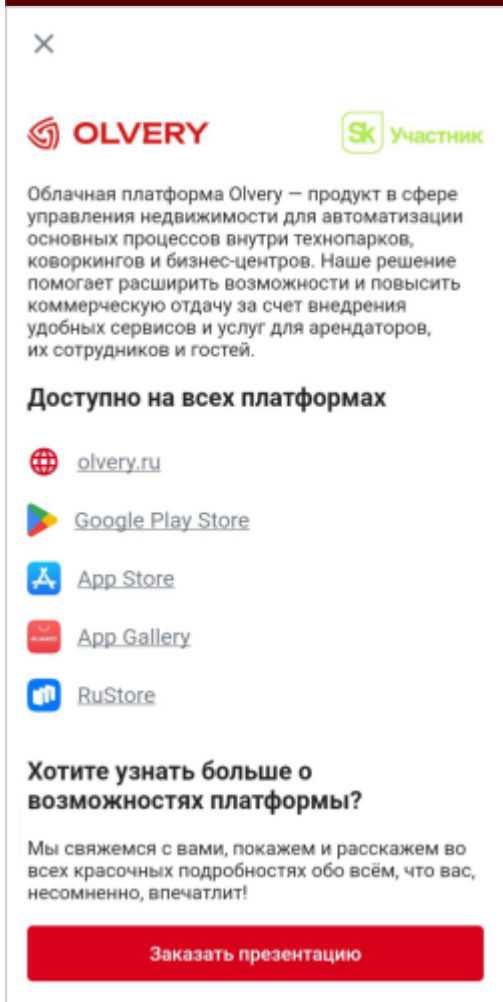 OLVERY
Sk Участник
Облачная платформа Olvery — продукт в сфере
управления недвижимости для автоматизации
основных процессов внутри технопарков,
коворкингов и бизнес-центров. Наше решение
помогает расширить возможности и повысить
коммерческую отдачу за счет внедрения
удобных сервисов и услуг для арендаторов,
их сотрудников и гостей.
Доступно на всех платформах
olvery.ru
Google Play Store
App Store
HUAWEI
App Gallery
RuStore
Хотите узнать больше о
возможностях платформы?
Мы свяжемся с вами, покажем и расскажем во
всех красочных подробностях обо всём, что вас,
несомненно, впечатлит!
Заказать презентацию